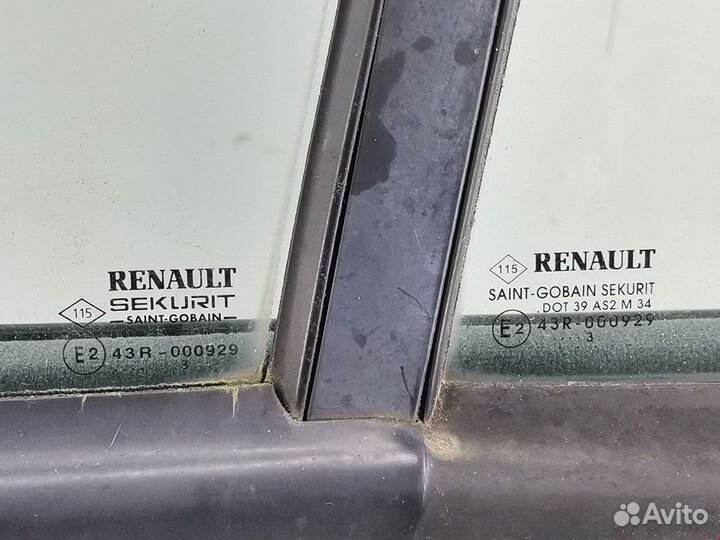 RENAULT
115
SEKURIT
SAINT-GOBAIN
E2 43R-000929
3
115
RENAULT
SAINT-GOBAIN SEKURIT
DOT 39 AS2 M 34
E2 43R-000929
3
Avito